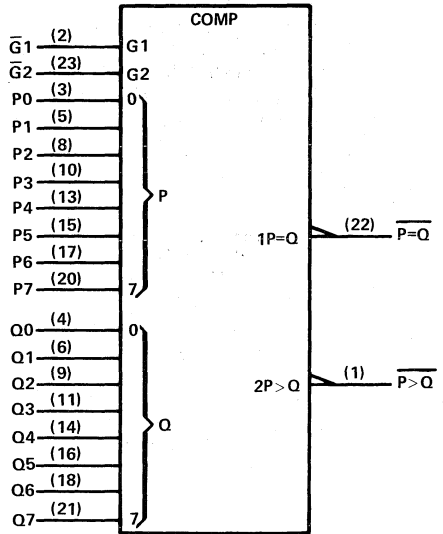 COMP
G̅1 (2) G1
G̅2 (23) G2
P0 (3) 0
P1 (5)
P2 (8)
P3 (10)
P4 (13) P
P5 (15)
P6 (17)
P7 (20) 7
1P=Q (22) P̅=̅Q̅
Q0 (4) 0
Q1 (6)
Q2 (9)
Q3 (11)
Q4 (14) Q
Q5 (16)
Q6 (18)
Q7 (21) 7
2P>Q (1) P̅>̅Q̅